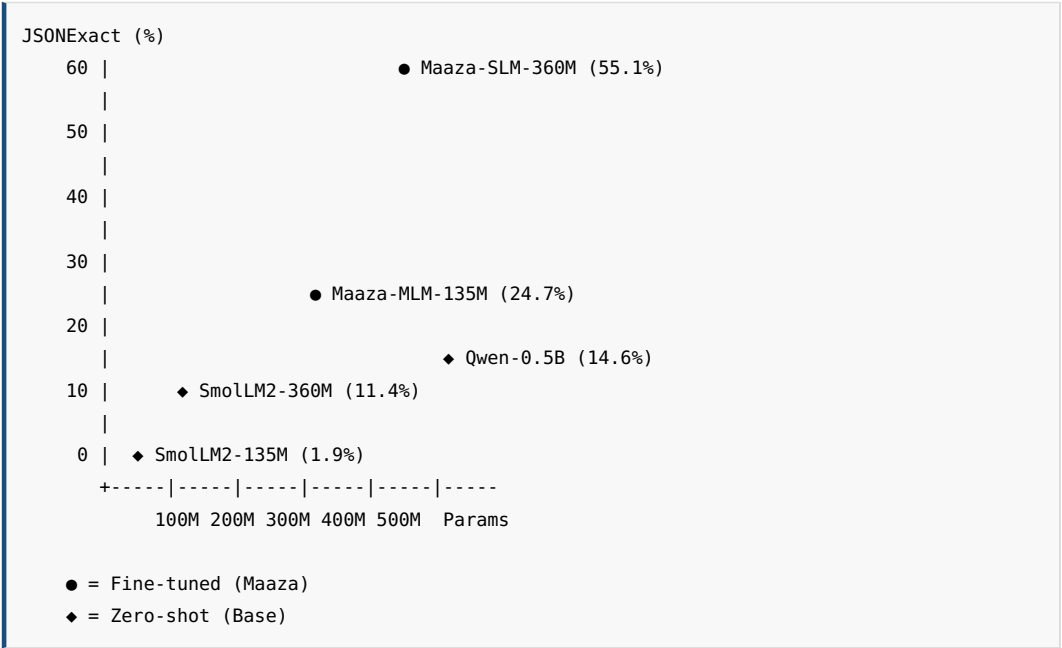 JSONExact (%)
    60 |                          ● Maaza-SLM-360M (55.1%)
       |
    50 |
       |
    40 |
       |
    30 |
       |                  ● Maaza-MLM-135M (24.7%)
    20 |
       |                              ◆ Qwen-0.5B (14.6%)
    10 |      ◆ SmolLM2-360M (11.4%)
       |
     0 |  ◆ SmolLM2-135M (1.9%)
       +-----|-----|-----|-----|-----|-----
            100M 200M 300M 400M 500M  Params

    ● = Fine-tuned (Maaza)
    ◆ = Zero-shot (Base)